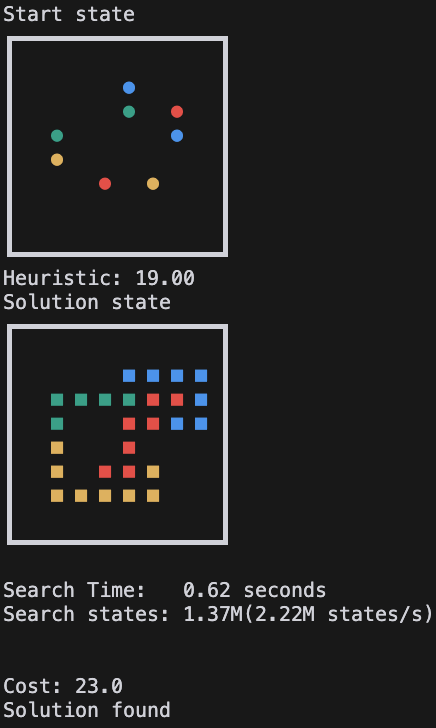 Start state
Heuristic: 19.00
Solution state
Search Time:   0.62 seconds
Search states: 1.37M(2.22M states/s)
Cost: 23.0
Solution found